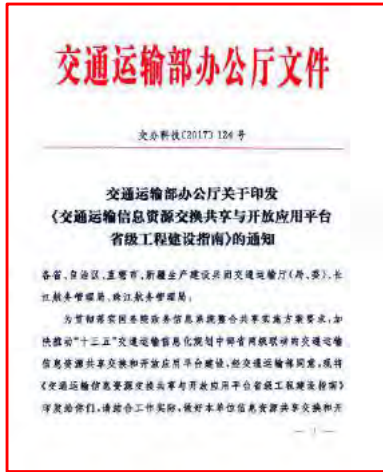 交通运输部办公厅文件
交办科技〔2017〕124 号
交通运输部办公厅关于印发
《交通运输信息资源交换共享与开放应用平台
省级工程建设指南》的通知
各省、自治区、直辖市、新疆生产建设兵团交通运输厅(局、委),长
江航务管理局、珠江航务管理局:
为贯彻落实国务院政务信息系统整合共享实施方案要求,加
快推动“十三五”交通运输信息化规划中部省两级联动的交通运输
信息资源共享交换和开放应用平台建设,经交通运输部同意,现将
《交通运输信息资源交换共享与开放应用平台省级工程建设指南》
印发给你们,请结合工作实际,做好本单位信息资源共享交换和开
— 1 —